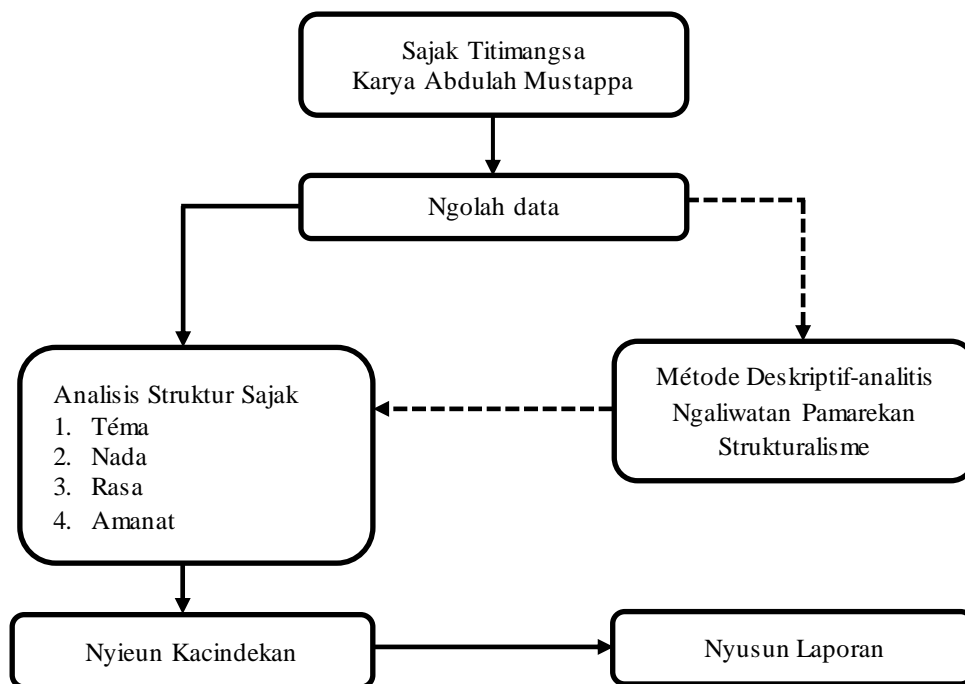 Sajak Titimangsa
Karya Abdulah Mustappa
Ngolah data
Analisis Struktur Sajak
1. Téma
2. Nada
3. Rasa
4. Amanat
Métode Deskriptif-analitis
Ngaliwatan Pamarekan
Strukturalisme
Nyieun Kacindekan
Nyusun Laporan